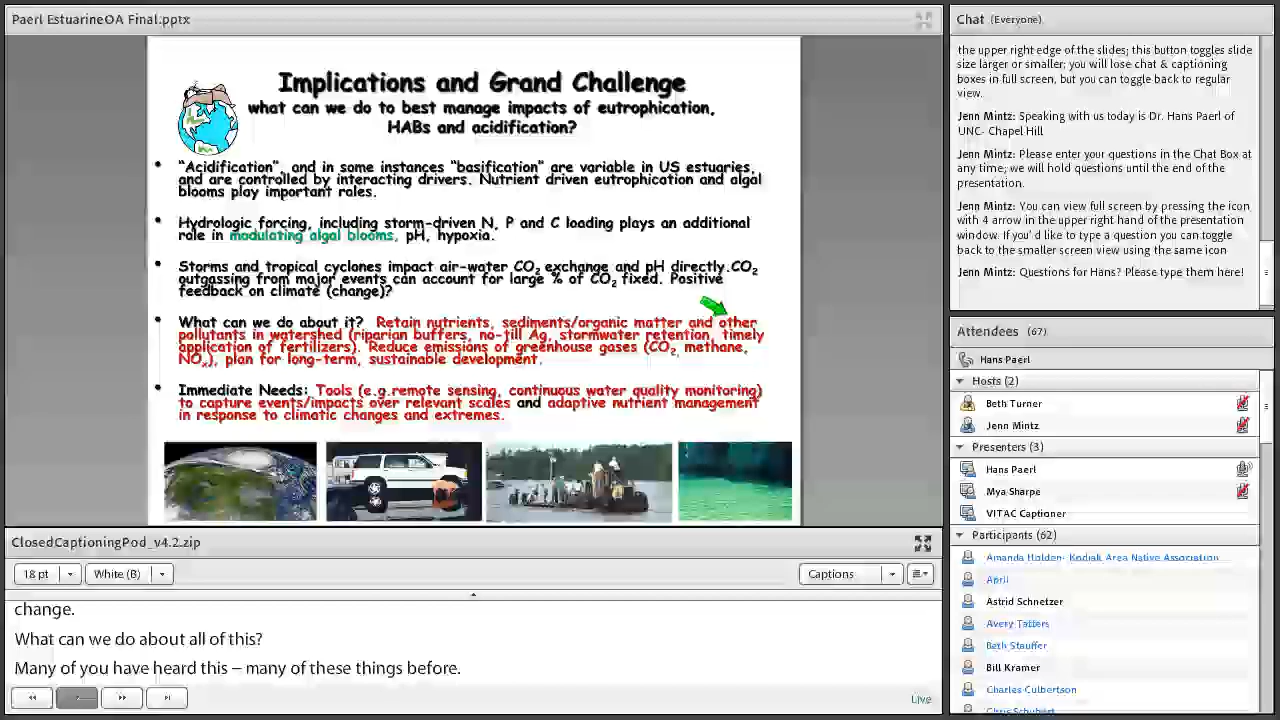 Paerl EstuarineOA Final.pptx
Implications and Grand Challenge
what can we do to best manage impacts of eutrophication,
HABs and acidification?
• "Acidification", and in some instances "basification" are variable in US estuaries,
and are controlled by interacting drivers. Nutrient driven eutrophication and algal
blooms play important roles.
• Hydrologic forcing, including storm-driven N, P and C loading plays an additional
role in modulating algal blooms, pH, hypoxia.
• Storms and tropical cyclones impact air-water CO₂ exchange and pH directly.CO₂
outgassing from major events can account for large % of CO₂ fixed. Positive
feedback on climate (change)?
• What can we do about it? Retain nutrients, sediments/organic matter and other
pollutants in watershed (riparian buffers, no-till Ag, stormwater retention, timely
application of fertilizers). Reduce emissions of greenhouse gases (CO₂, methane,
NOₓ), plan for long-term, sustainable development.
• Immediate Needs: Tools (e.g.remote sensing, continuous water quality monitoring)
to capture events/impacts over relevant scales and adaptive nutrient management
in response to climatic changes and extremes.
ClosedCaptioningPod_v4.2.zip
18 pt
White (B)
Captions
change.
What can we do about all of this?
Many of you have heard this – many of these things before.
Live
Chat (Everyone)
the upper right edge of the slides; this button toggles slide
size larger or smaller; you will lose chat & captioning
boxes in full screen, but you can toggle back to regular
view.
Jenn Mintz: Speaking with us today is Dr. Hans Paerl of
UNC- Chapel Hill
Jenn Mintz: Please enter your questions in the Chat Box at
any time; we will hold questions until the end of the
presentation.
Jenn Mintz: You can view full screen by pressing the icon
with 4 arrow in the upper right hand of the presentation
window. If you'd like to type a question you can toggle
back to the smaller screen view using the same icon
Jenn Mintz: Questions for Hans? Please type them here!
Attendees (67)
Hans Paerl
Hosts (2)
Beth Turner
Jenn Mintz
Presenters (3)
Hans Paerl
Mya Sharpe
VITAC Captioner
Participants (62)
Amanda Holden- Kodiak Area Native Association
April
Astrid Schnetzer
Avery Tatters
Beth Stauffer
Bill Kramer
Charles Culbertson
Chris Schubert